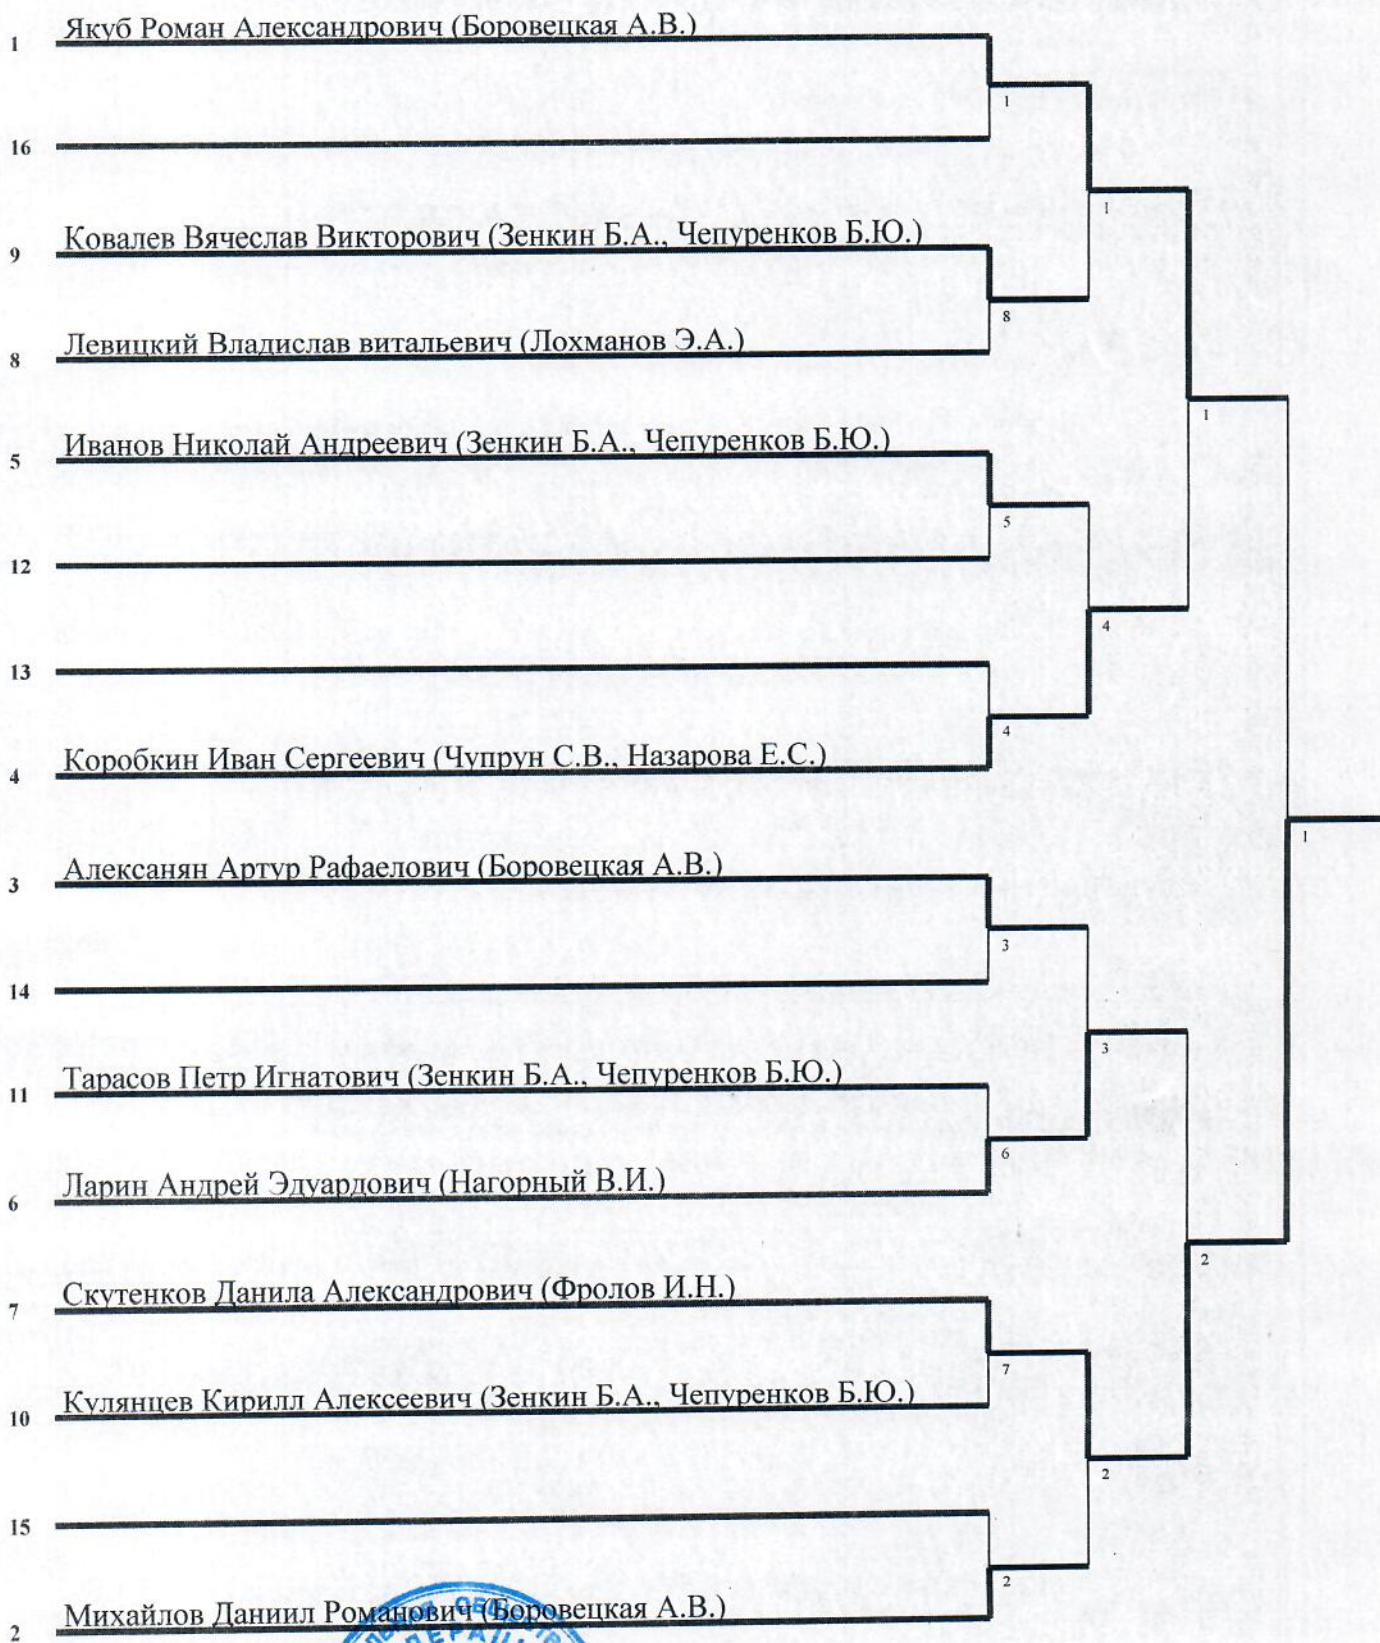 1 Якуб Роман Александрович (Боровецкая А.В.)
1
16
1
9 Ковалев Вячеслав Викторович (Зенкин Б.А., Чепуренков Б.Ю.)
8
8 Левицкий Владислав витальевич (Лохманов Э.А.)
1
5 Иванов Николай Андреевич (Зенкин Б.А., Чепуренков Б.Ю.)
5
12
4
13
4
4 Коробкин Иван Сергеевич (Чупрун С.В., Назарова Е.С.)
1
3 Алексанян Артур Рафаелович (Боровецкая А.В.)
3
14
3
11 Тарасов Петр Игнатович (Зенкин Б.А., Чепуренков Б.Ю.)
6
6 Ларин Андрей Эдуардович (Нагорный В.И.)
2
7 Скутенков Данила Александрович (Фролов И.Н.)
7
10 Кулянцев Кирилл Алексеевич (Зенкин Б.А., Чепуренков Б.Ю.)
2
15
2
2 Михайлов Даниил Романович (Боровецкая А.В.)